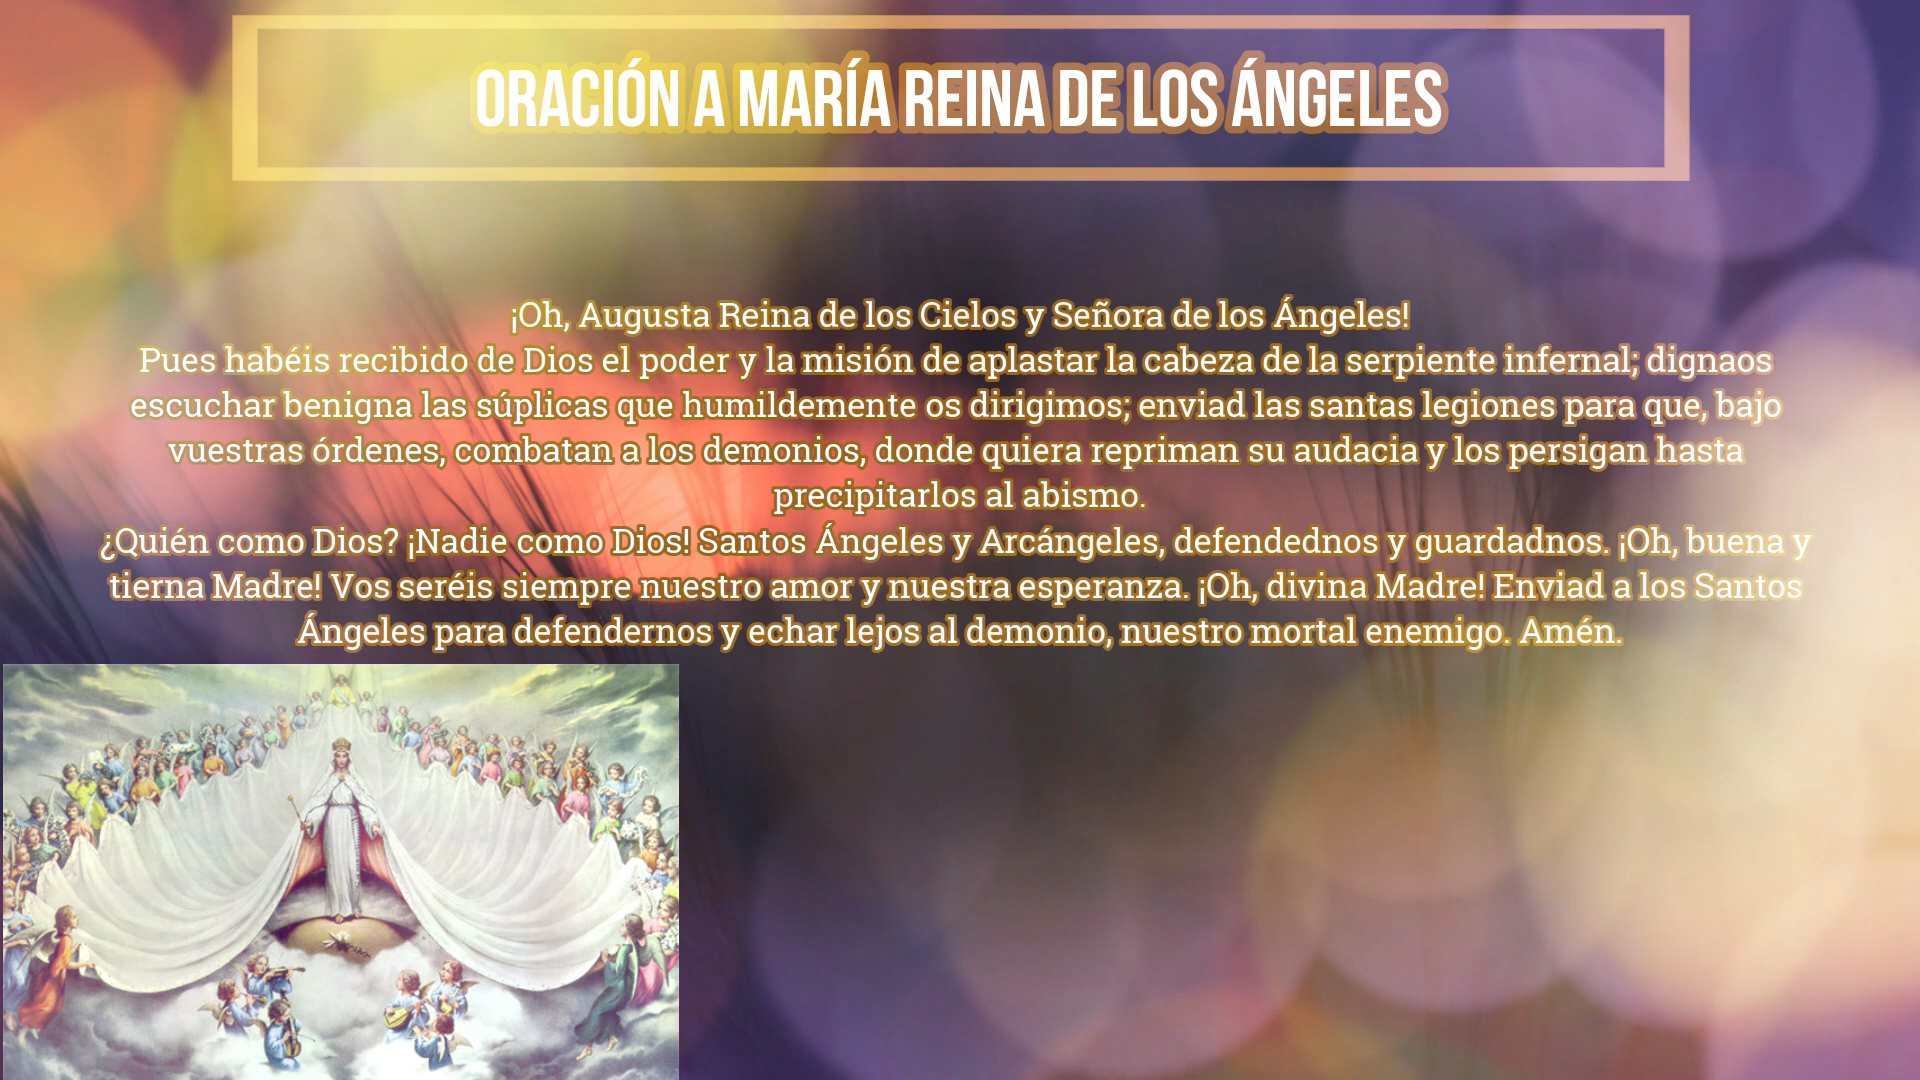 ORACIÓN A MARÍA REINA DE LOS ÁNGELES
¡Oh, Augusta Reina de los Cielos y Señora de los Ángeles!
Pues habéis recibido de Dios el poder y la misión de aplastar la cabeza de la serpiente infernal; dignaos
escuchar benigna las súplicas que humildemente os dirigimos; enviad las santas legiones para que, bajo
vuestras órdenes, combatan a los demonios, donde quiera repriman su audacia y los persigan hasta
precipitarlos al abismo.
¿Quién como Dios? ¡Nadie como Dios! Santos Ángeles y Arcángeles, defendednos y guardadnos. ¡Oh, buena y
tierna Madre! Vos seréis siempre nuestro amor y nuestra esperanza. ¡Oh, divina Madre! Enviad a los Santos
Ángeles para defendernos y echar lejos al demonio, nuestro mortal enemigo. Amén.